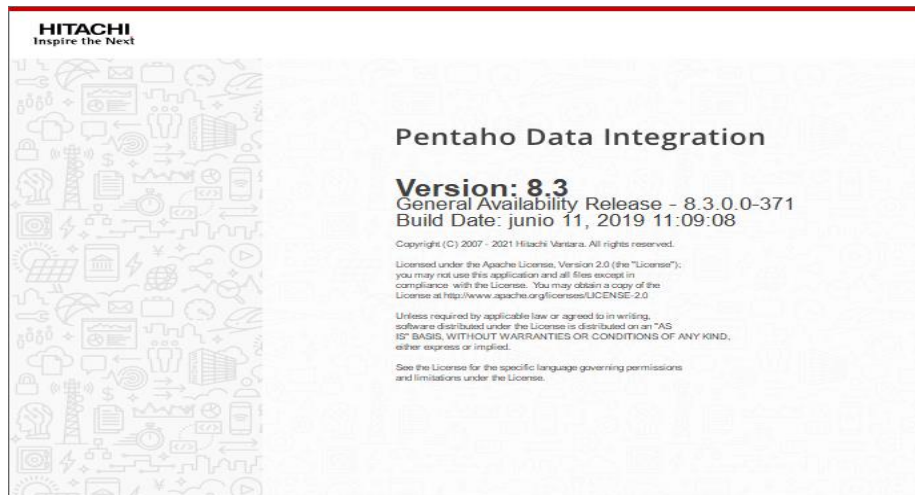 HITACHI
Inspire the Next
Pentaho Data Integration
Version: 8.3
General Availability Release - 8.3.0.0-371
Build Date: junio 11, 2019 11:09:08
Copyright (C) 2007 - 2021 Hitachi Vantara. All rights reserved.
Licensed under the Apache License, Version 2.0 (the "License");
you may not use this application and all files except in
compliance with the License. You may obtain a copy of the
License at http://www.apache.org/licenses/LICENSE-2.0
Unless required by applicable law or agreed to in writing,
software distributed under the License is distributed on an "AS
IS" BASIS, WITHOUT WARRANTIES OR CONDITIONS OF ANY KIND,
either express or implied.
See the License for the specific language governing permissions
and limitations under the License.